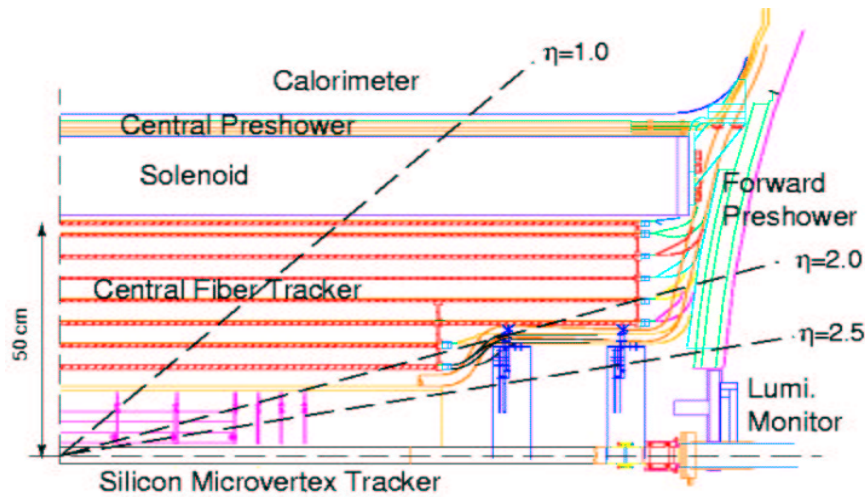 η=1.0
Calorimeter
Central Preshower
Solenoid
Forward
Preshower
η=2.0
Central Fiber Tracker
50 cm
η=2.5
Lumi.
Monitor
Silicon Microvertex Tracker